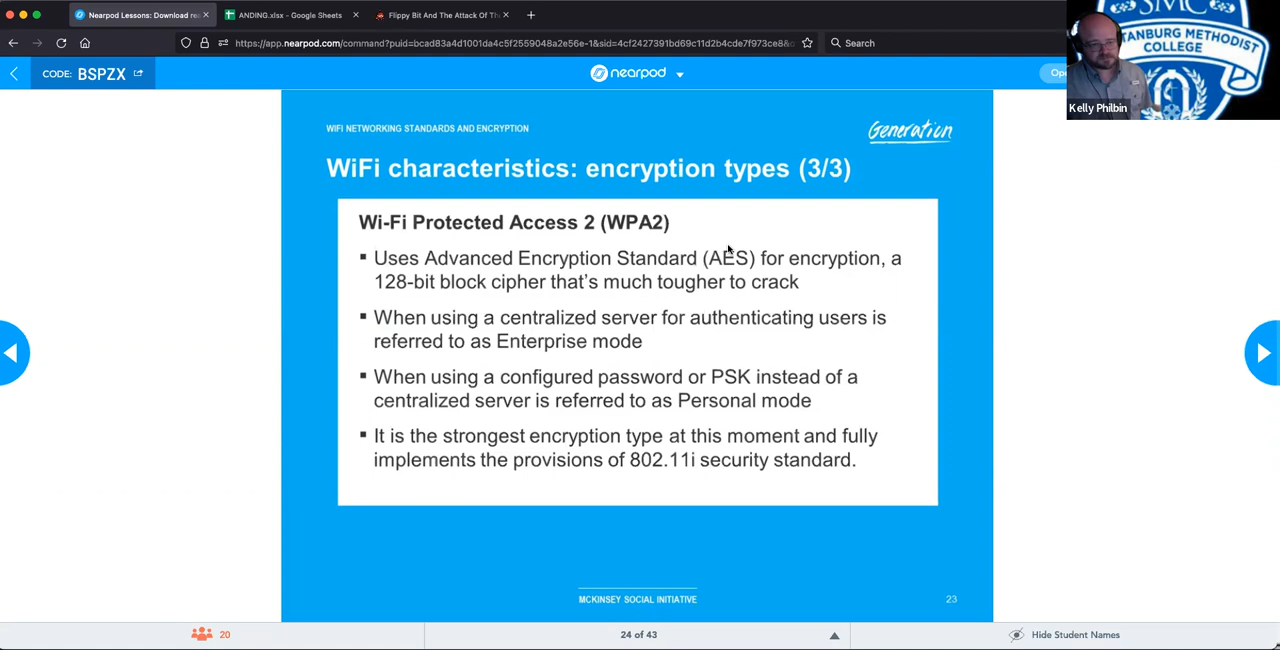 Nearpod Lessons: Download re
ANDING.xlsx - Google Sheets
Flippy Bit And The Attack Of Th
https://app.nearpod.com/command?puid=bcad83a4d1001da4c5f2559048a2e56e-1&sid=4cf2427391bd69c11d2b4cde7f973ce8&
Search
CODE: BSPZX
nearpod
Ope
SMC
TANBURG METHODIST
COLLEGE
Kelly Philbin
WIFI NETWORKING STANDARDS AND ENCRYPTION
Generation
WiFi characteristics: encryption types (3/3)
Wi-Fi Protected Access 2 (WPA2)
▪ Uses Advanced Encryption Standard (AES) for encryption, a
128-bit block cipher that's much tougher to crack
▪ When using a centralized server for authenticating users is
referred to as Enterprise mode
▪ When using a configured password or PSK instead of a
centralized server is referred to as Personal mode
▪ It is the strongest encryption type at this moment and fully
implements the provisions of 802.11i security standard.
MCKINSEY SOCIAL INITIATIVE
23
20
24 of 43
Hide Student Names